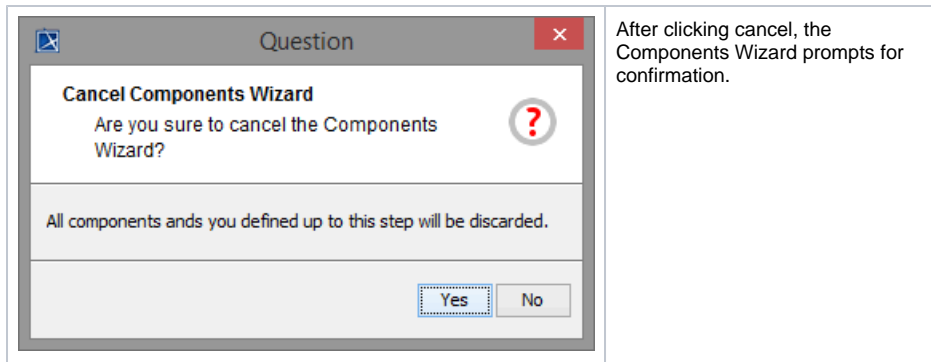 Question
Cancel Components Wizard
Are you sure to cancel the Components
Wizard?
All components ands you defined up to this step will be discarded.
Yes
No
After clicking cancel, the
Components Wizard prompts for
confirmation.